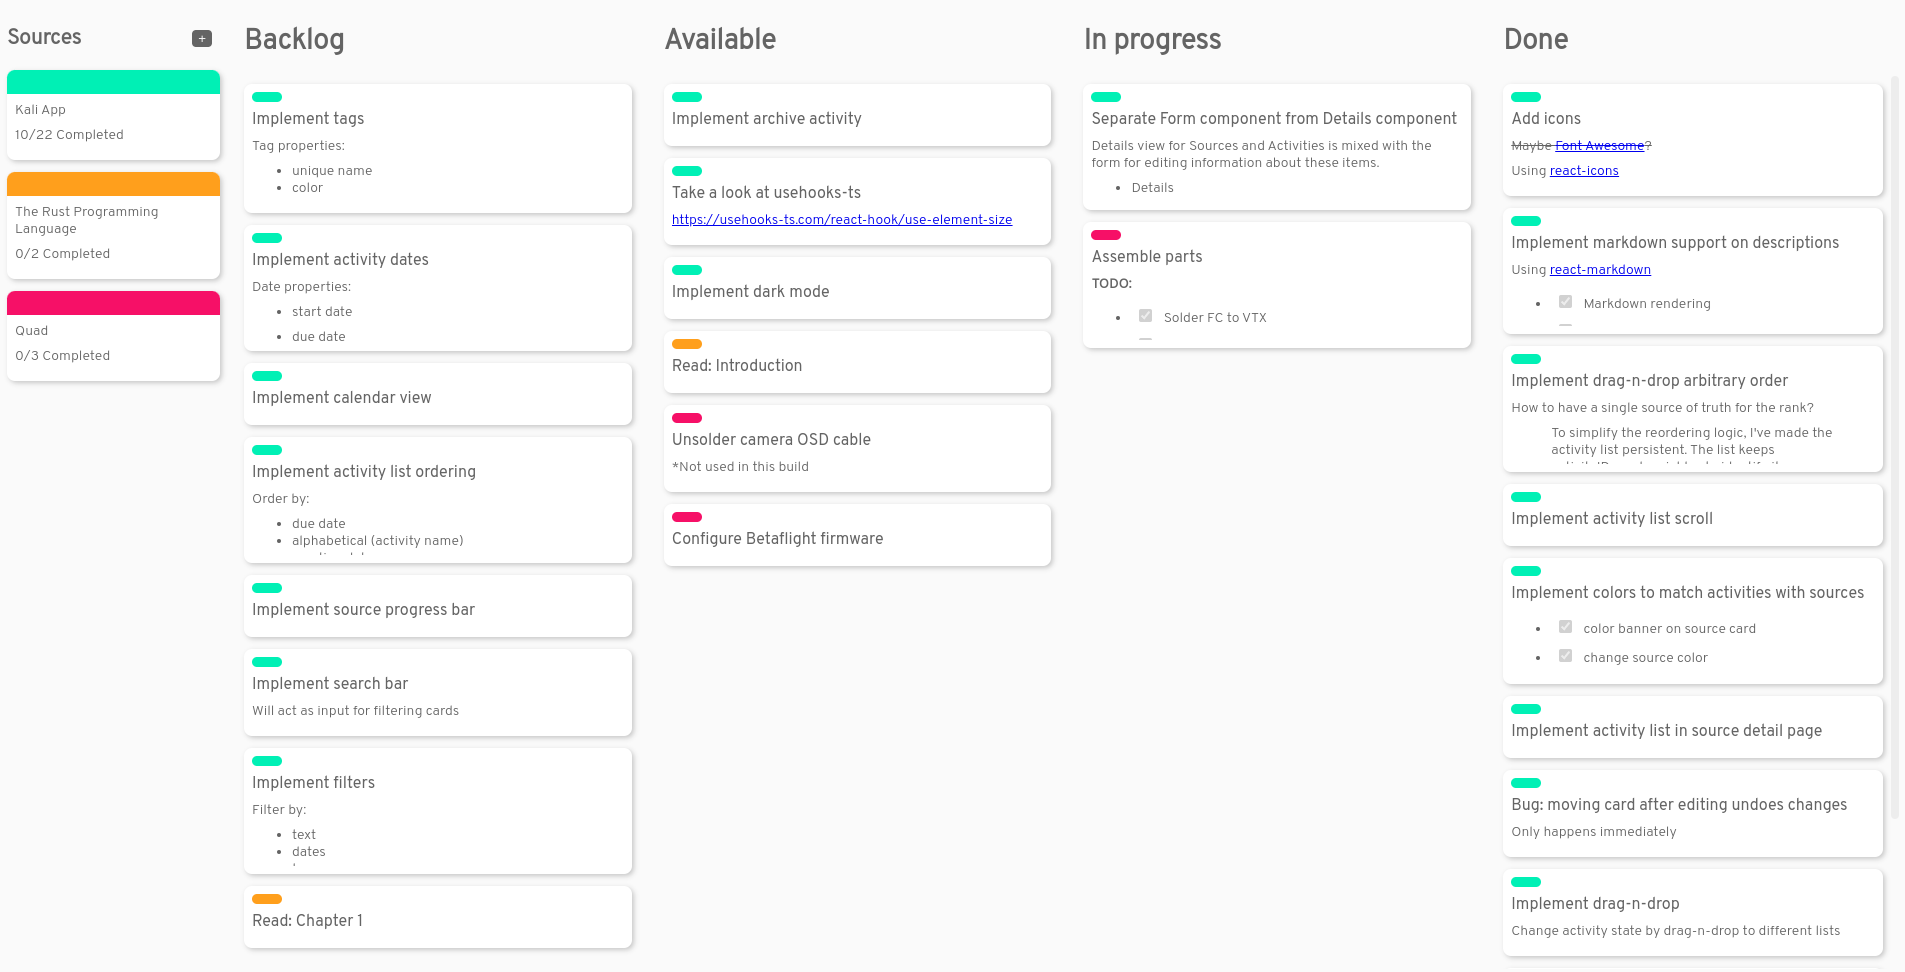 Sources
+
Kali App
10/22 Completed
The Rust Programming
Language
0/2 Completed
Quad
0/3 Completed
Backlog
Implement tags
Tag properties:
unique name
color
Implement activity dates
Date properties:
start date
due date
Implement calendar view
Implement activity list ordering
Order by:
due date
alphabetical (activity name)
Implement source progress bar
Implement search bar
Will act as input for filtering cards
Implement filters
Filter by:
text
dates
Read: Chapter 1
Available
Implement archive activity
Take a look at usehooks-ts
https://usehooks-ts.com/react-hook/use-element-size
Implement dark mode
Read: Introduction
Unsolder camera OSD cable
*Not used in this build
Configure Betaflight firmware
In progress
Separate Form component from Details component
Details view for Sources and Activities is mixed with the
form for editing information about these items.
Details
Assemble parts
TODO:
Solder FC to VTX
Done
Add icons
Maybe Font Awesome?
Using react-icons
Implement markdown support on descriptions
Using react-markdown
Markdown rendering
Implement drag-n-drop arbitrary order
How to have a single source of truth for the rank?
To simplify the reordering logic, I've made the
activity list persistent. The list keeps
Implement activity list scroll
Implement colors to match activities with sources
color banner on source card
change source color
Implement activity list in source detail page
Bug: moving card after editing undoes changes
Only happens immediately
Implement drag-n-drop
Change activity state by drag-n-drop to different lists